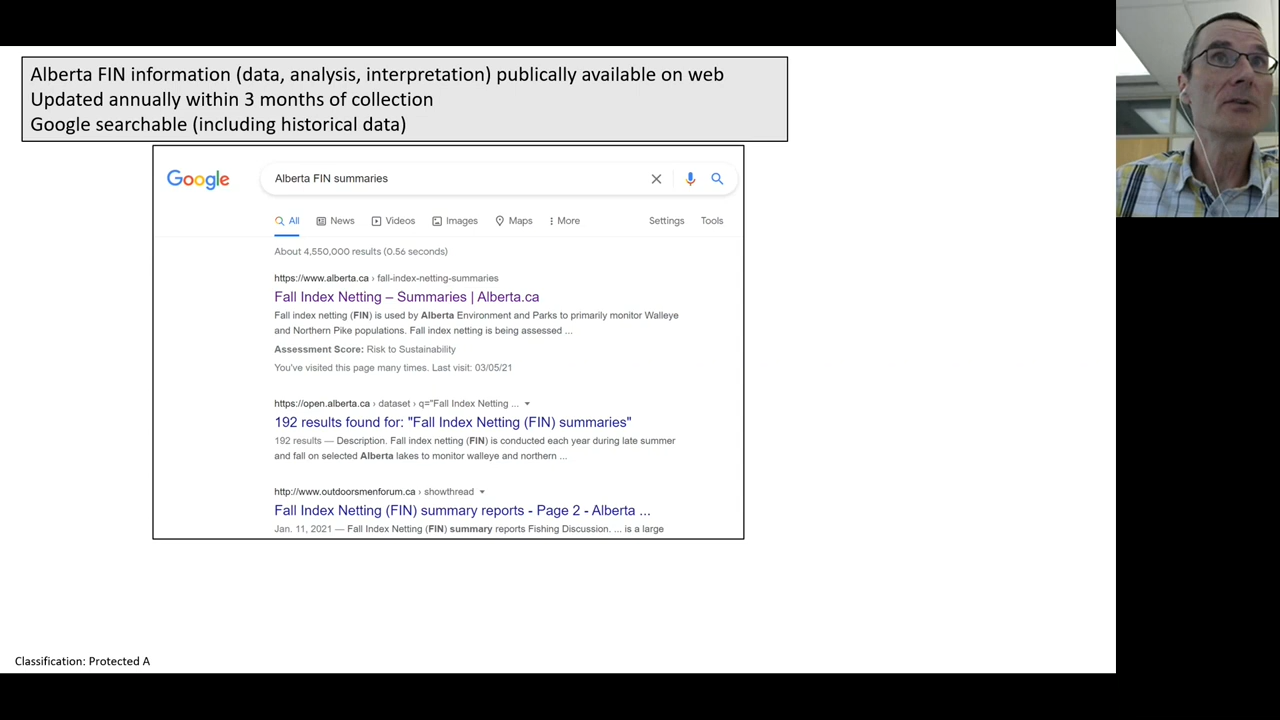 Alberta FIN information (data, analysis, interpretation) publically available on web
Updated annually within 3 months of collection
Google searchable (including historical data)
Google
Alberta FIN summaries
All News Videos Images Maps More Settings Tools
About 4,550,000 results (0.56 seconds)
https://www.alberta.ca › fall-index-netting-summaries
Fall Index Netting – Summaries | Alberta.ca
Fall index netting (FIN) is used by Alberta Environment and Parks to primarily monitor Walleye
and Northern Pike populations. Fall index netting is being assessed ...
Assessment Score: Risk to Sustainability
You've visited this page many times. Last visit: 03/05/21
https://open.alberta.ca › dataset › q="Fall Index Netting ...
192 results found for: "Fall Index Netting (FIN) summaries"
192 results — Description. Fall index netting (FIN) is conducted each year during late summer
and fall on selected Alberta lakes to monitor walleye and northern ...
http://www.outdoorsmenforum.ca › showthread
Fall Index Netting (FIN) summary reports - Page 2 - Alberta ...
Jan. 11, 2021 — Fall Index Netting (FIN) summary reports Fishing Discussion. ... is a large
Classification: Protected A